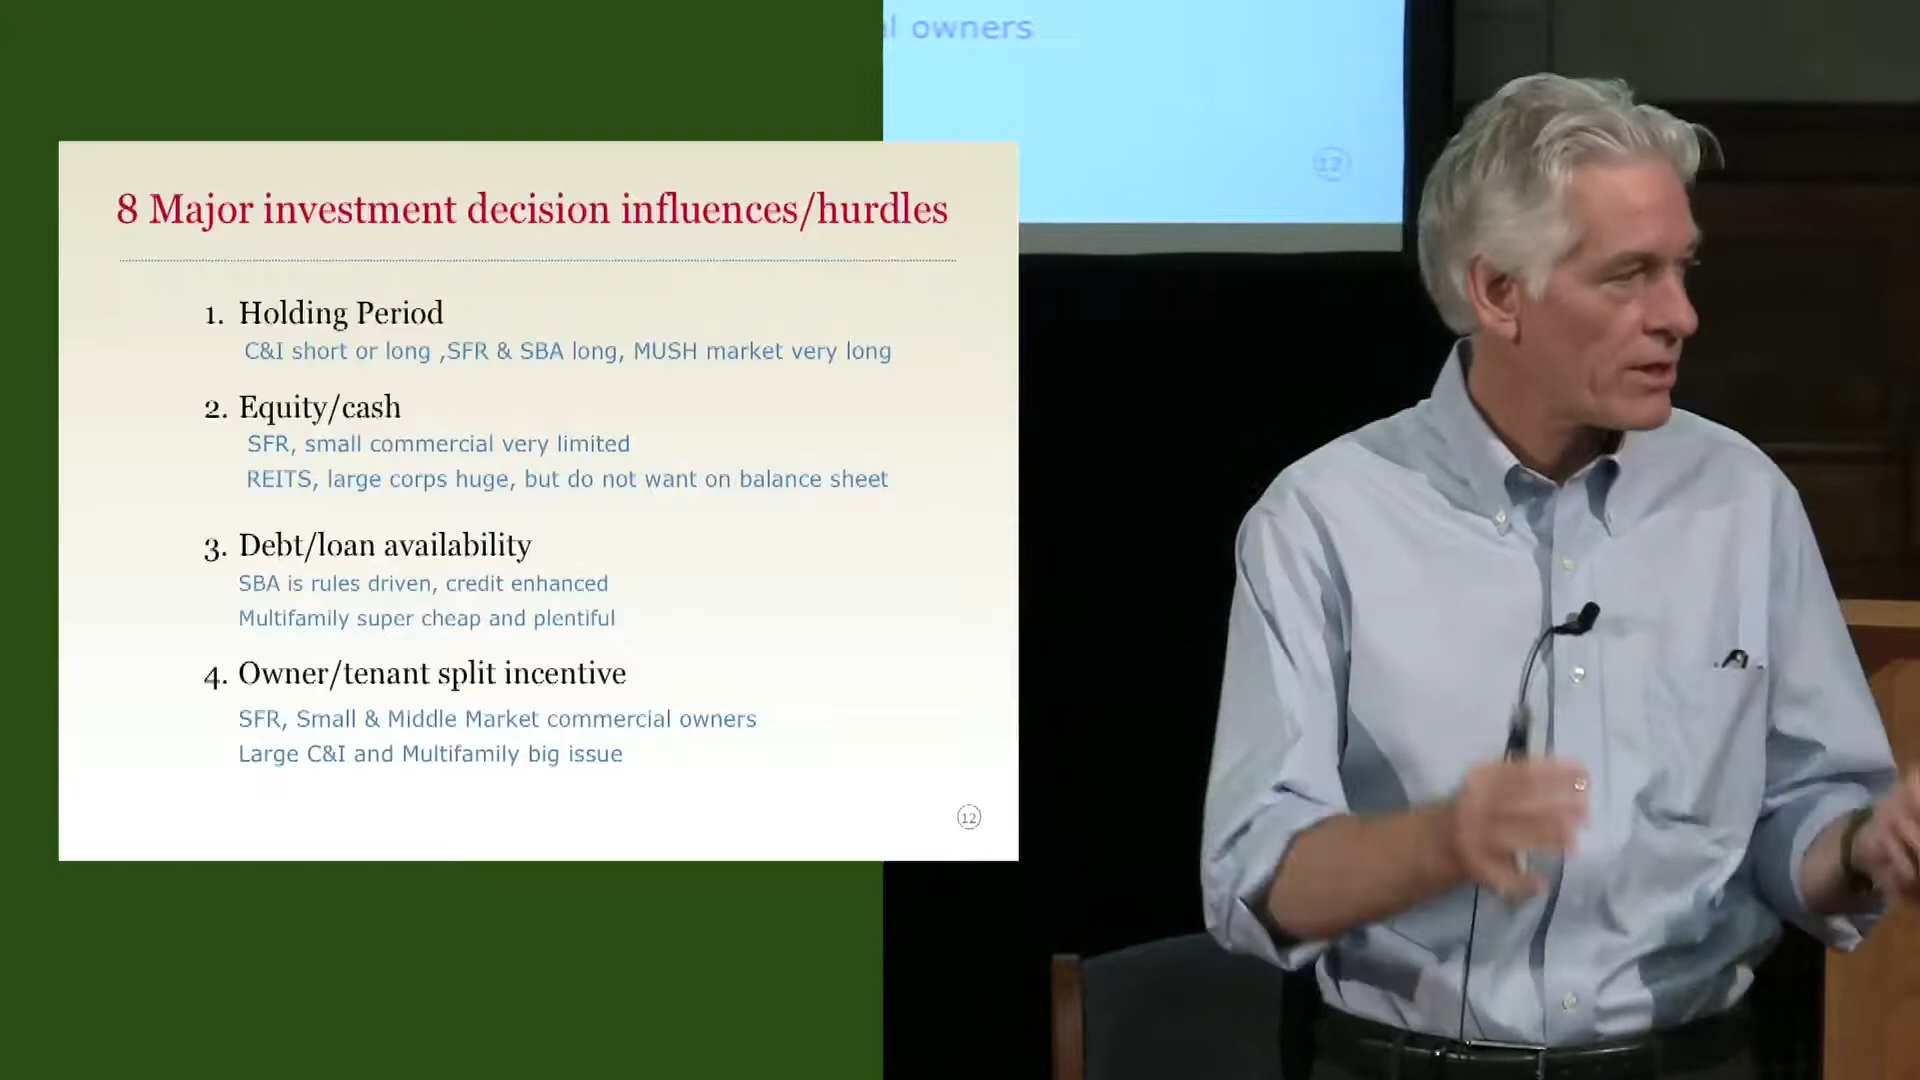 al owners
12
8 Major investment decision influences/hurdles
1. Holding Period
C&I short or long ,SFR & SBA long, MUSH market very long
2. Equity/cash
SFR, small commercial very limited
REITS, large corps huge, but do not want on balance sheet
3. Debt/loan availability
SBA is rules driven, credit enhanced
Multifamily super cheap and plentiful
4. Owner/tenant split incentive
SFR, Small & Middle Market commercial owners
Large C&I and Multifamily big issue
12